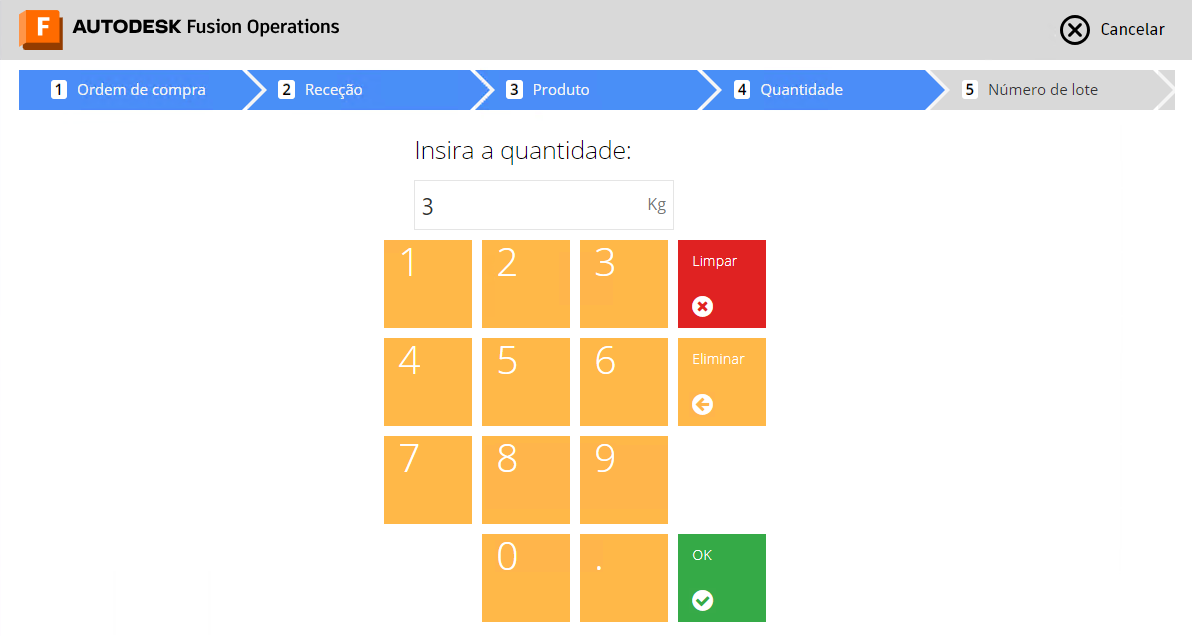 F AUTODESK Fusion Operations
Cancelar
1 Ordem de compra
2 Receção
3 Produto
4 Quantidade
5 Número de lote
Insira a quantidade:
3 Kg
1 2 3 Limpar
4 5 6 Eliminar
7 8 9
0 . OK